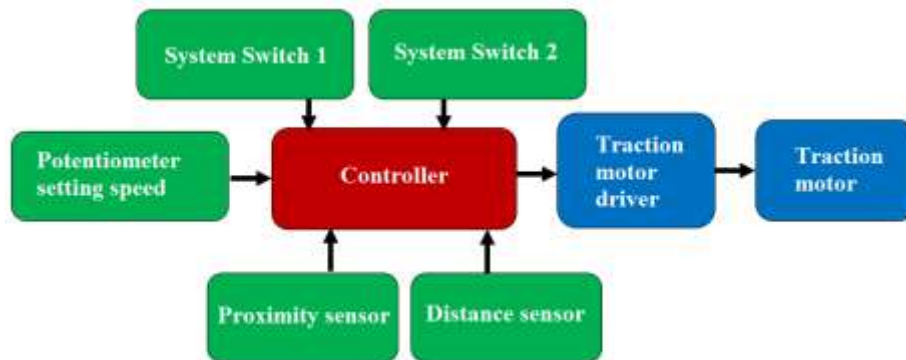 System Switch 1
System Switch 2
Potentiometer
setting speed
Controller
Traction
motor
driver
Traction
motor
Proximity sensor
Distance sensor